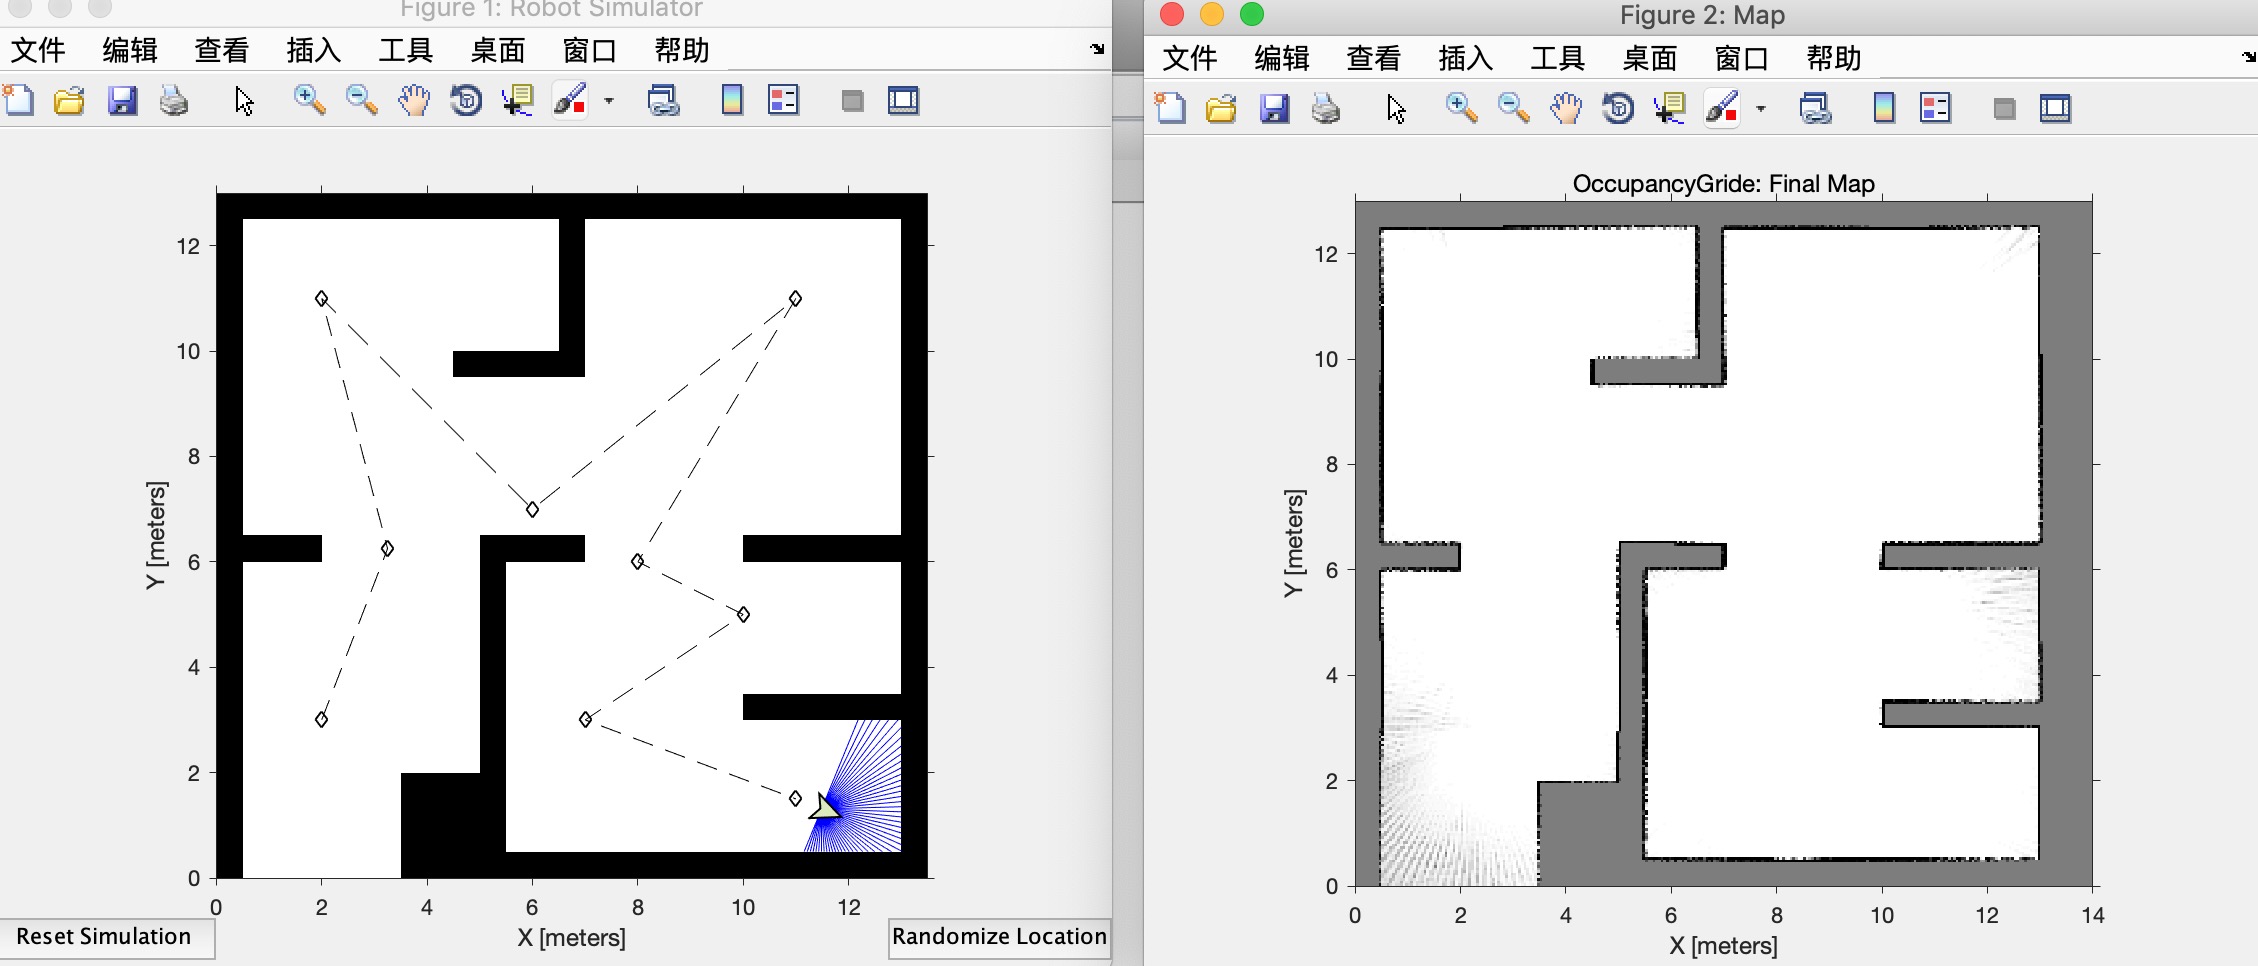 Figure 1: Robot Simulator
文件 编辑 查看 插入 工具 桌面 窗口 帮助
12
10
8
6
4
2
0
Y [meters]
0 2 4 6 8 10 12
X [meters]
Reset Simulation
Randomize Location
Figure 2: Map
文件 编辑 查看 插入 工具 桌面 窗口 帮助
OccupancyGride: Final Map
12
10
8
6
4
2
0
Y [meters]
0 2 4 6 8 10 12 14
X [meters]